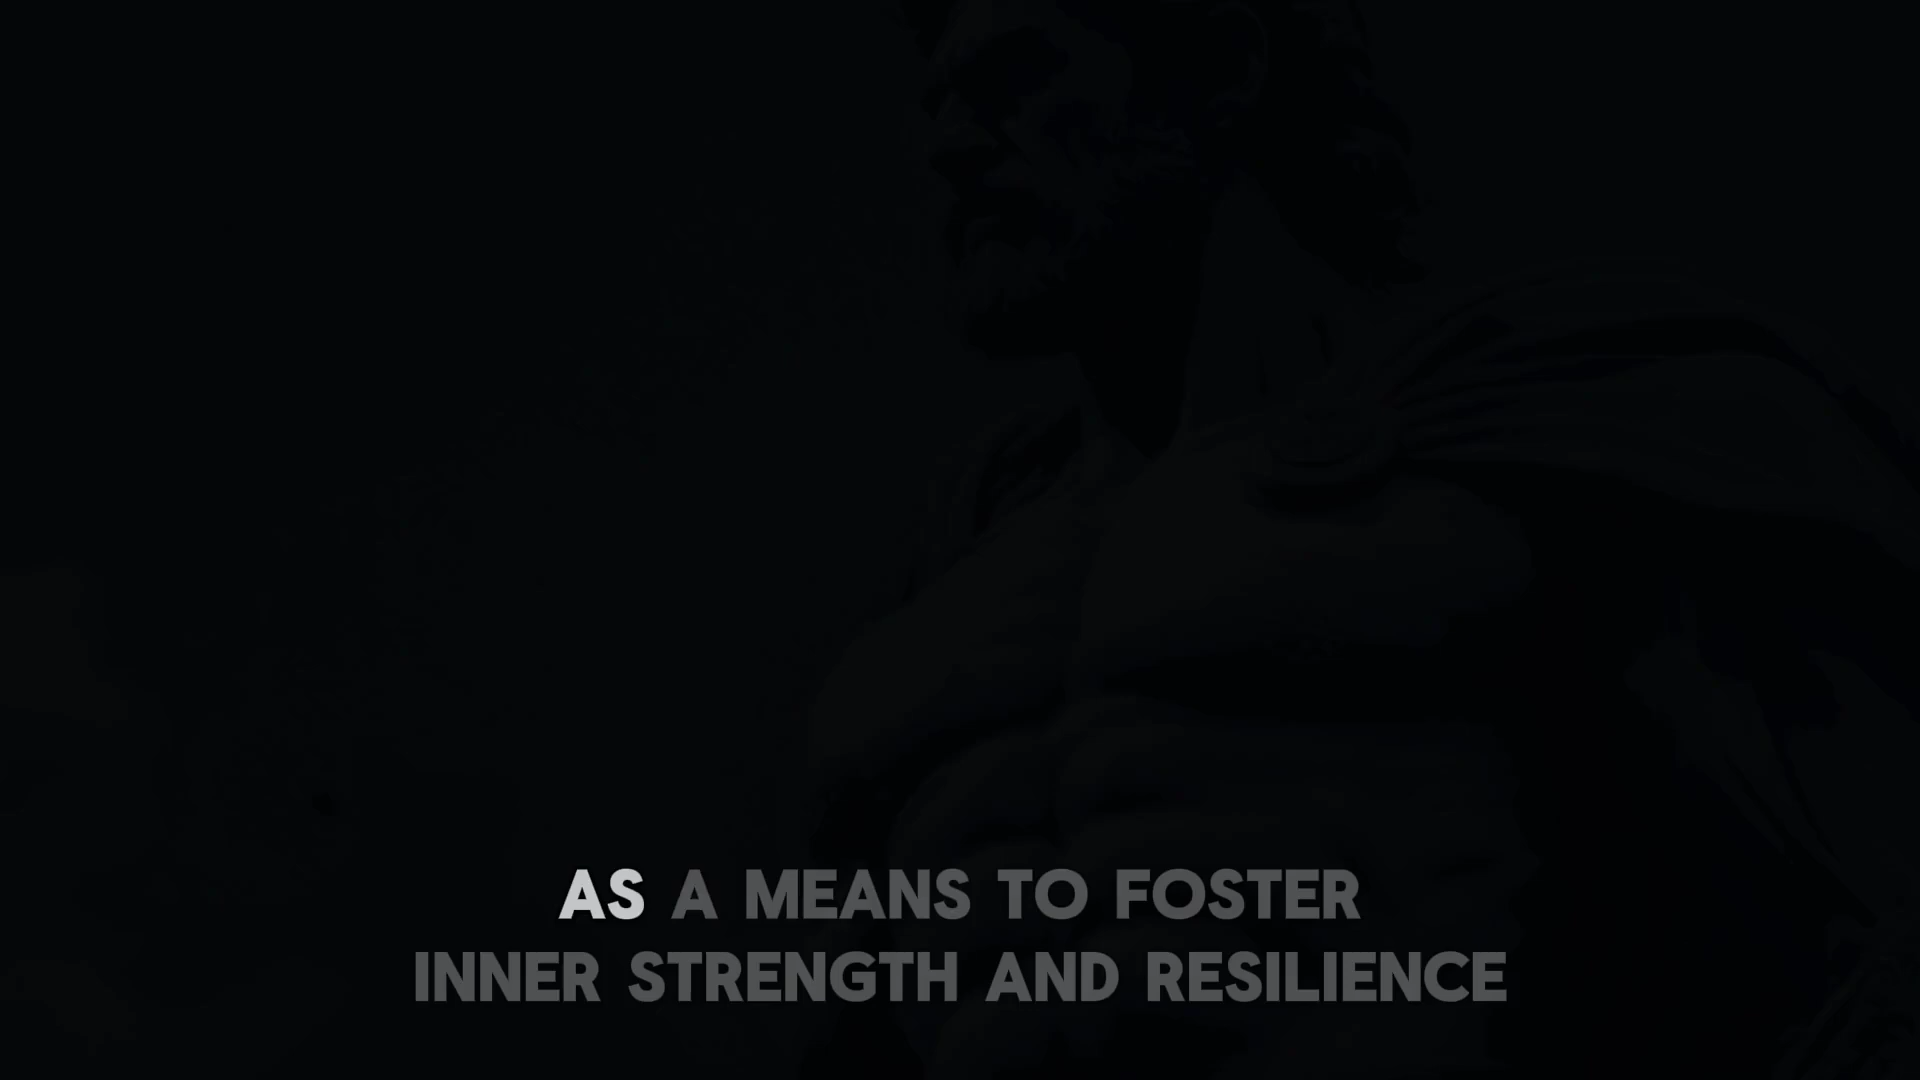 AS A MEANS TO FOSTER
INNER STRENGTH AND RESILIENCE